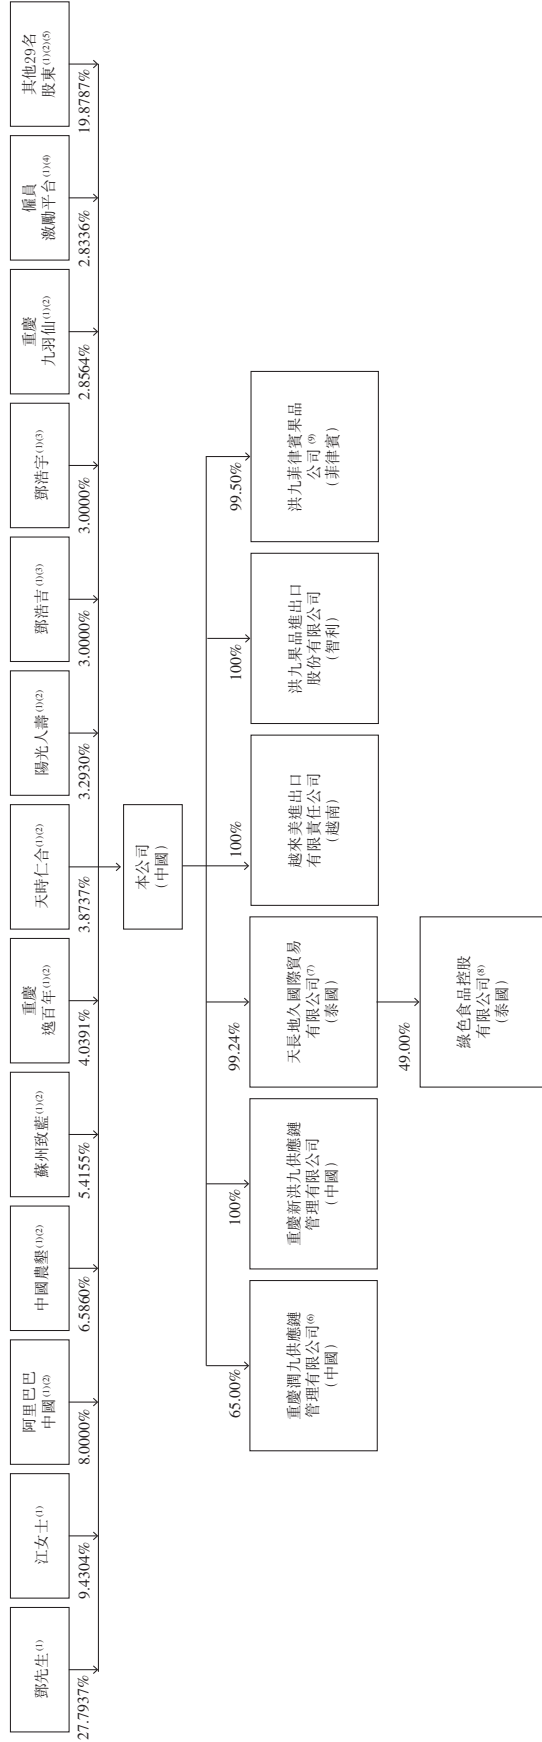 鄧先生(1)
27.7937%
江女士(1)
9.4304%
阿里巴巴
中國(1)(2)
8.0000%
中國農墾(1)(2)
6.5860%
蘇州致藍(1)(2)
5.4155%
重慶
逸百年(1)(2)
4.0391%
天時仁合(1)(2)
3.8737%
陽光人壽(1)(2)
3.2930%
鄧浩吉(1)(3)
3.0000%
鄧浩宇(1)(3)
3.0000%
重慶
九羽仙(1)(2)
2.8564%
僱員
激勵平台(1)(4)
2.8336%
其他29名
股東(1)(2)(5)
19.8787%
本公司
(中國)
65.00%
重慶潤九供應鏈
管理有限公司(6)
(中國)
100%
重慶新洪九供應鏈
管理有限公司
(中國)
99.24%
天長地久國際貿易
有限公司(7)
(泰國)
100%
越來美進出口
有限責任公司
(越南)
100%
洪九果品進出口
股份有限公司
(智利)
99.50%
洪九菲律賓果品
公司(9)
(菲律賓)
49.00%
綠色食品控股
有限公司(8)
(泰國)